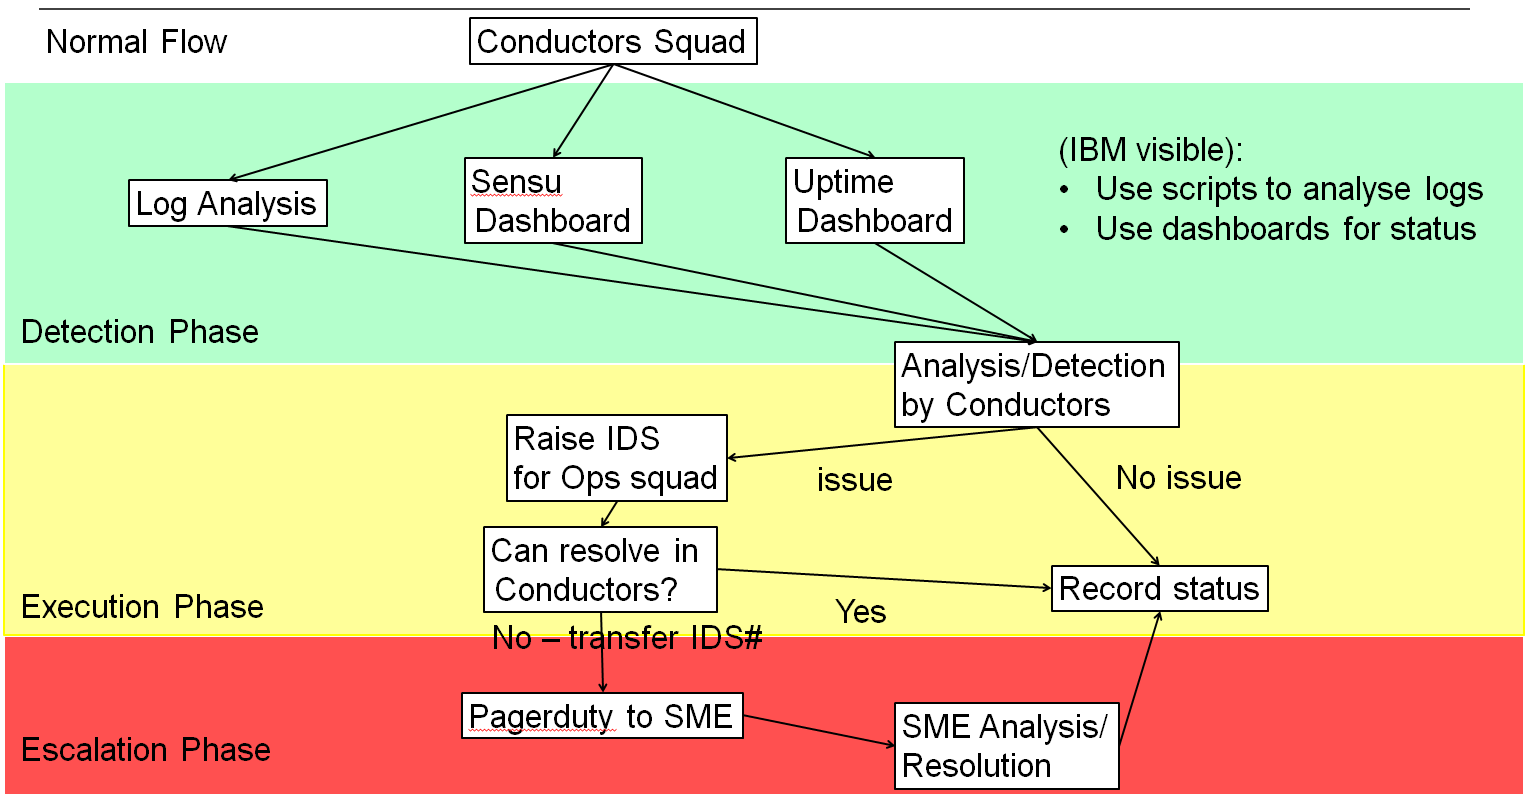 Normal Flow
Conductors Squad
(IBM visible):
• Use scripts to analyse logs
• Use dashboards for status
Log Analysis
Sensu
Dashboard
Uptime
Dashboard
Detection Phase
Analysis/Detection
by Conductors
Raise IDS
for Ops squad
issue
No issue
Can resolve in
Conductors?
Record status
Yes
Execution Phase
No – transfer IDS#
Pagerduty to SME
SME Analysis/
Resolution
Escalation Phase